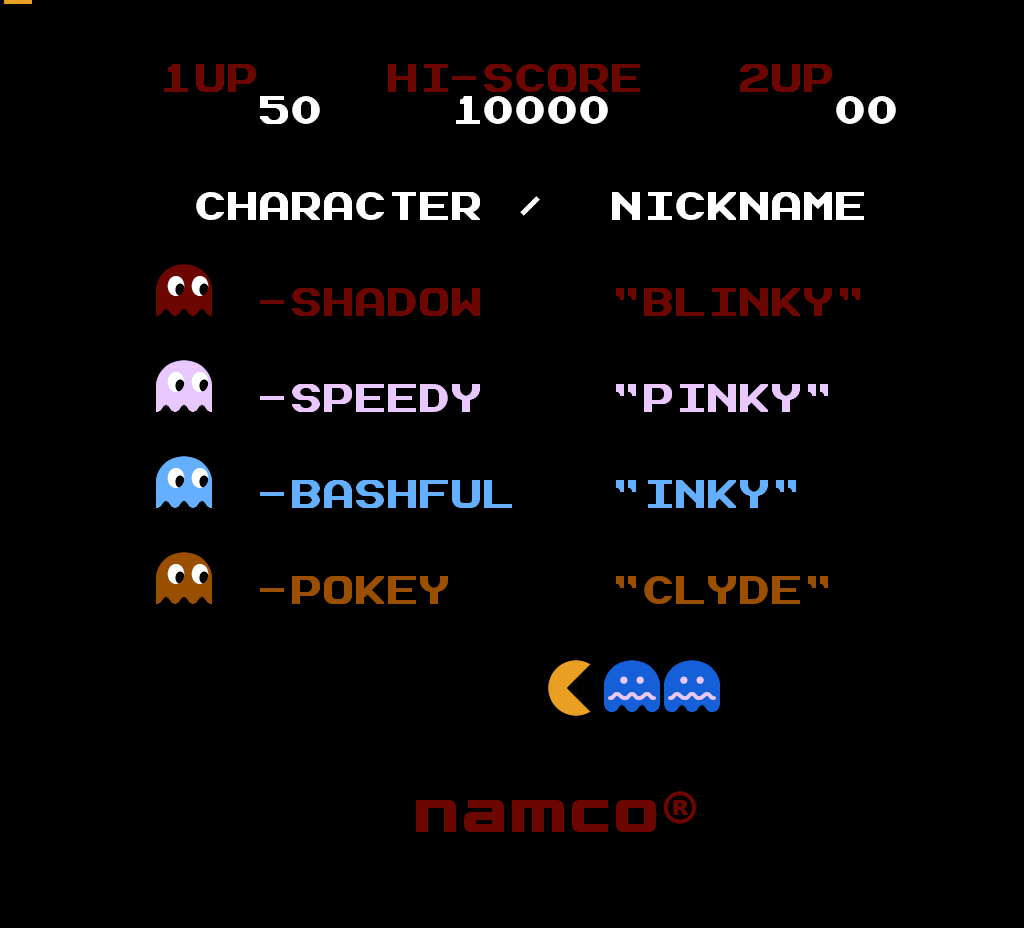 1UP HI-SCORE 2UP
50 10000 00
CHARACTER / NICKNAME
-SHADOW "BLINKY"
-SPEEDY "PINKY"
-BASHFUL "INKY"
-POKEY "CLYDE"
namco®